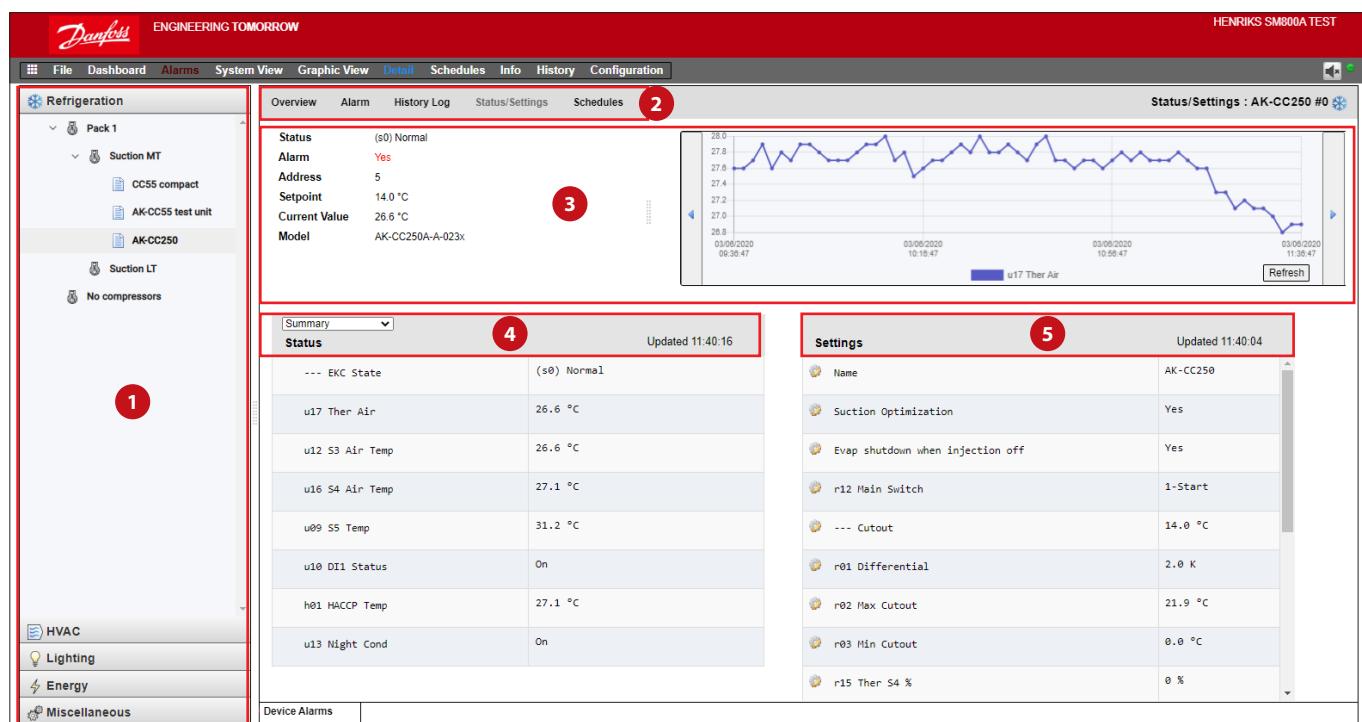 Danfoss
ENGINEERING TOMORROW
HENRIKS SM800A TEST
File Dashboard Alarms System View Graphic View Detail Schedules Info History Configuration
Refrigeration
Pack 1
Suction MT
CC55 compact
AK-CC55 test unit
AK-CC250
Suction LT
No compressors
1
HVAC
Lighting
Energy
Miscellaneous
Overview Alarm History Log Status/Settings Schedules
2
Status/Settings : AK-CC250 #0
Status (s0) Normal
Alarm Yes
Address 5
Setpoint 14.0 °C
Current Value 26.6 °C
Model AK-CC250A-A-023x
3
28.0
27.8
27.6
27.4
27.2
27.0
26.8
03/06/2020 03/06/2020 03/06/2020 03/06/2020
09:36:47 10:16:47 10:56:47 11:36:47
u17 Ther Air
Refresh
Summary
4
Status Updated 11:40:16
--- EKC State (s0) Normal
u17 Ther Air 26.6 °C
u12 S3 Air Temp 26.6 °C
u16 S4 Air Temp 27.1 °C
u09 S5 Temp 31.2 °C
u10 DI1 Status On
h01 HACCP Temp 27.1 °C
u13 Night Cond On
5
Settings Updated 11:40:04
Name AK-CC250
Suction Optimization Yes
Evap shutdown when injection off Yes
r12 Main Switch 1-Start
--- Cutout 14.0 °C
r01 Differential 2.0 K
r02 Max Cutout 21.9 °C
r03 Min Cutout 0.0 °C
r15 Ther S4 % 0 %
Device Alarms